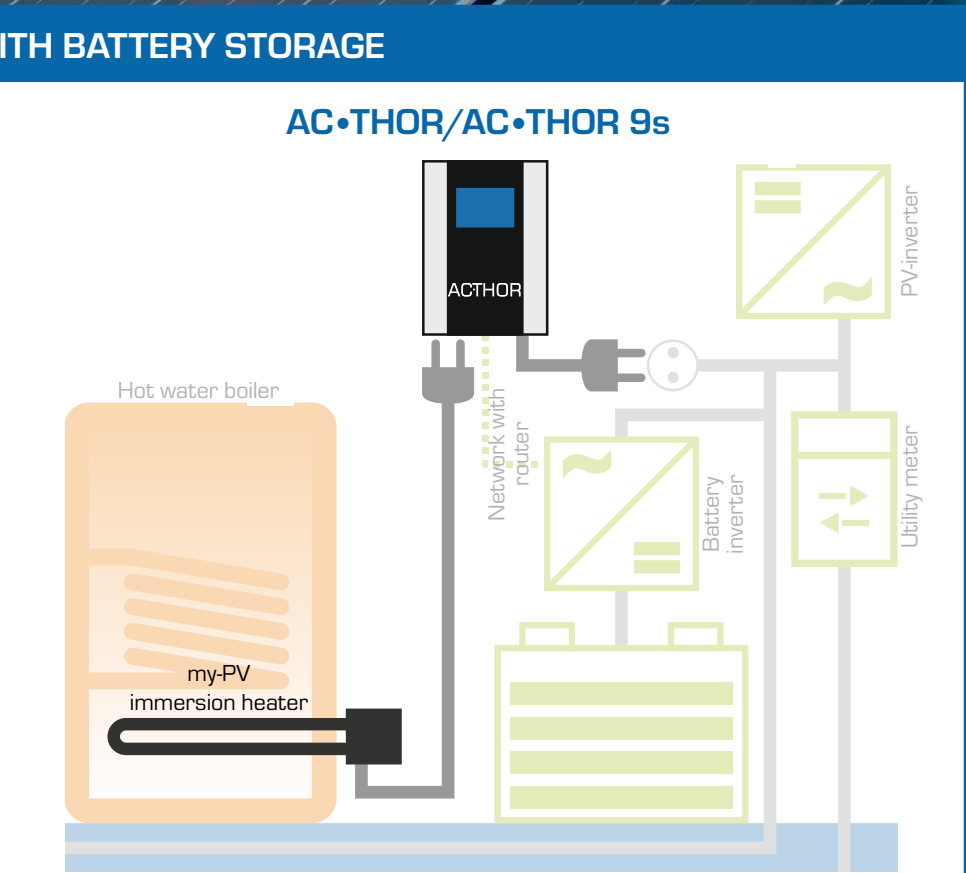 ITH BATTERY STORAGE
AC•THOR/AC•THOR 9s
ACTHOR
PV-inverter
Hot water boiler
Network with
router
Battery
inverter
Utility meter
my-PV
immersion heater